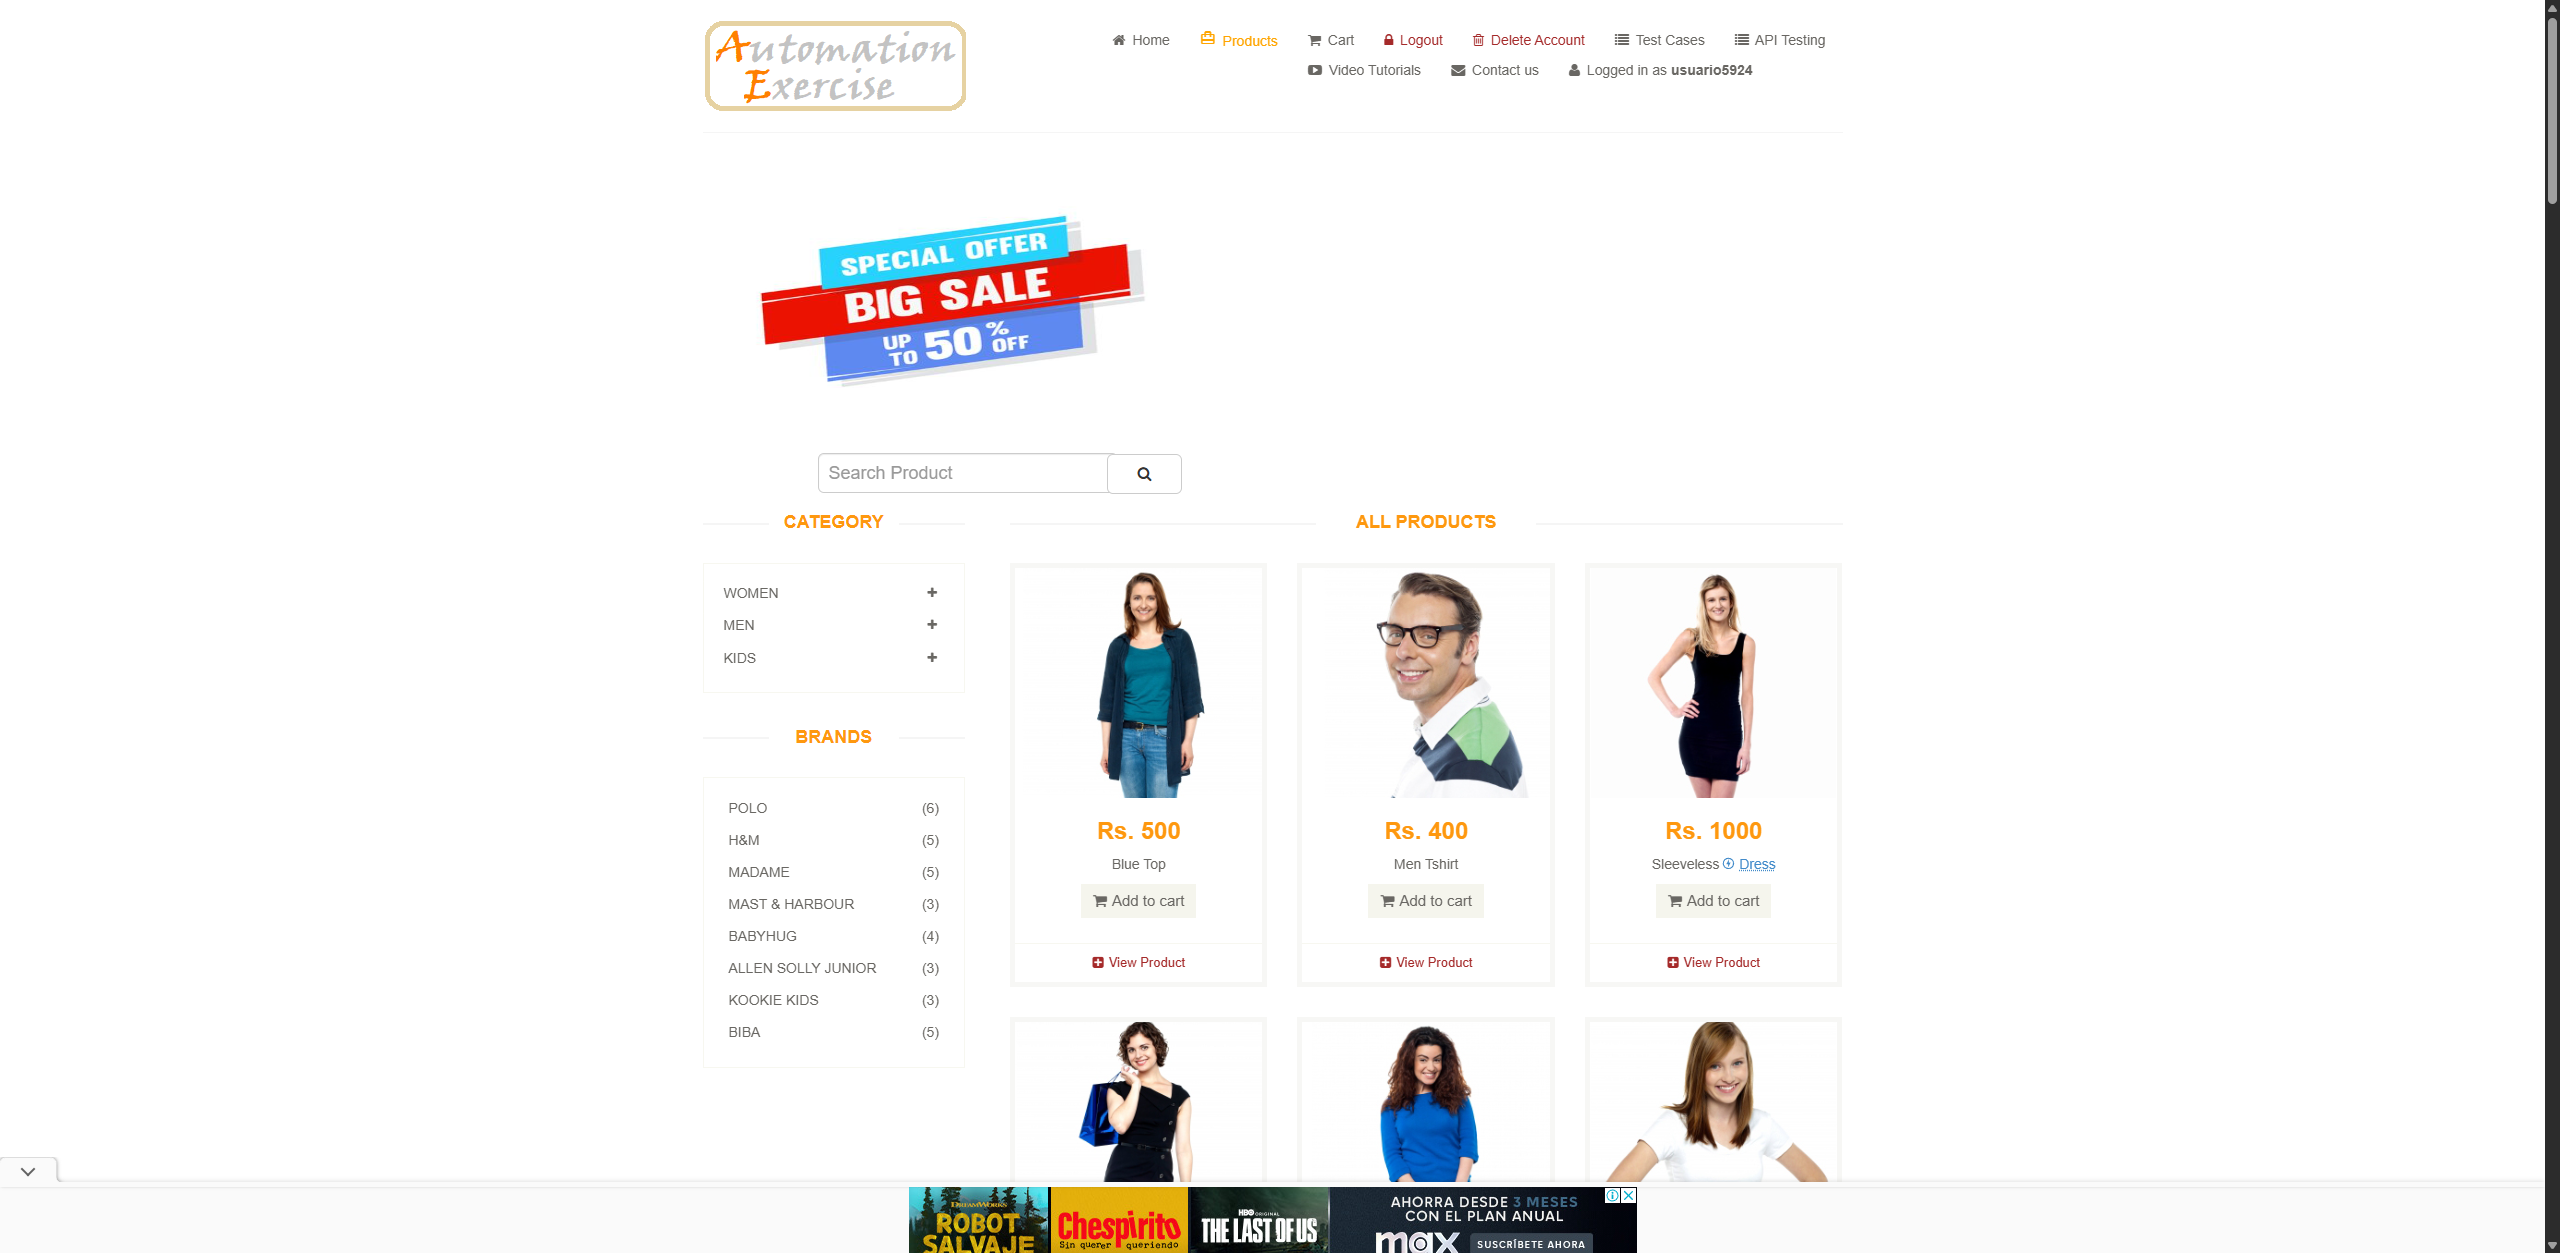 Automation
Exercise
Home
Products
Cart
Logout
Delete Account
Test Cases
API Testing
Video Tutorials
Contact us
Logged in as usuario5924
SPECIAL OFFER
BIG SALE
UP TO 50% OFF
Search Product
CATEGORY
WOMEN
MEN
KIDS
BRANDS
POLO (6)
H&M (5)
MADAME (5)
MAST & HARBOUR (3)
BABYHUG (4)
ALLEN SOLLY JUNIOR (3)
KOOKIE KIDS (3)
BIBA (5)
ALL PRODUCTS
Rs. 500
Blue Top
Add to cart
View Product
Rs. 400
Men Tshirt
Add to cart
View Product
Rs. 1000
Sleeveless Dress
Add to cart
View Product
DREAMWORKS
ROBOT
SALVAJE
Chespirito
Sin querer queriendo
HBO ORIGINAL
THE LAST OF US
AHORRA DESDE 3 MESES
CON EL PLAN ANUAL
max
SUSCRÍBETE AHORA